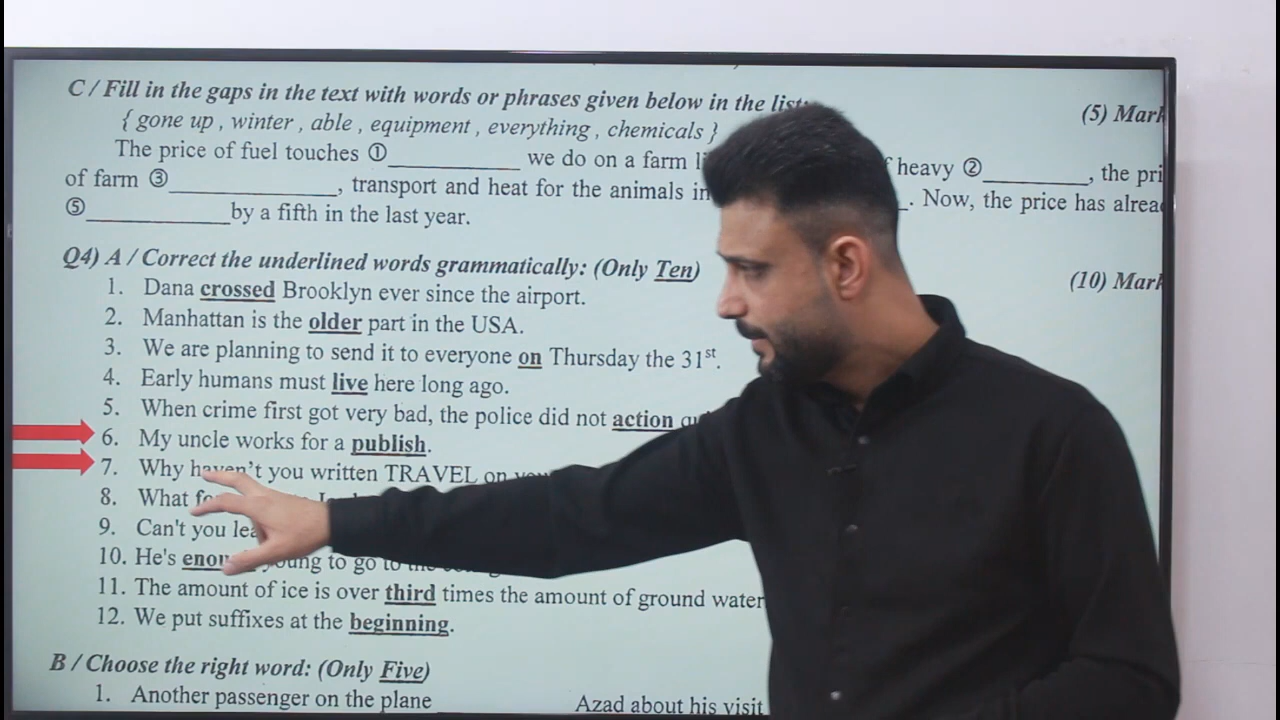 C / Fill in the gaps in the text with words or phrases given below in the list:
(5) Mark
{ gone up , winter , able , equipment , everything , chemicals }
The price of fuel touches ①__________ we do on a farm heavy ②________, the pri
of farm ③_____________, transport and heat for the animals in _. Now, the price has alrea
⑤___________by a fifth in the last year.
Q4) A / Correct the underlined words grammatically: (Only Ten)
(10) Mark
1. Dana crossed Brooklyn ever since the airport.
2. Manhattan is the older part in the USA.
3. We are planning to send it to everyone on Thursday the 31st.
4. Early humans must live here long ago.
5. When crime first got very bad, the police did not action
6. My uncle works for a publish.
7. Why haven't you written TRAVEL on
8. What
9. Can't you
10. He's young to go to the
11. The amount of ice is over third times the amount of ground water
12. We put suffixes at the beginning.
B / Choose the right word: (Only Five)
1. Another passenger on the plane ________ Azad about his visit